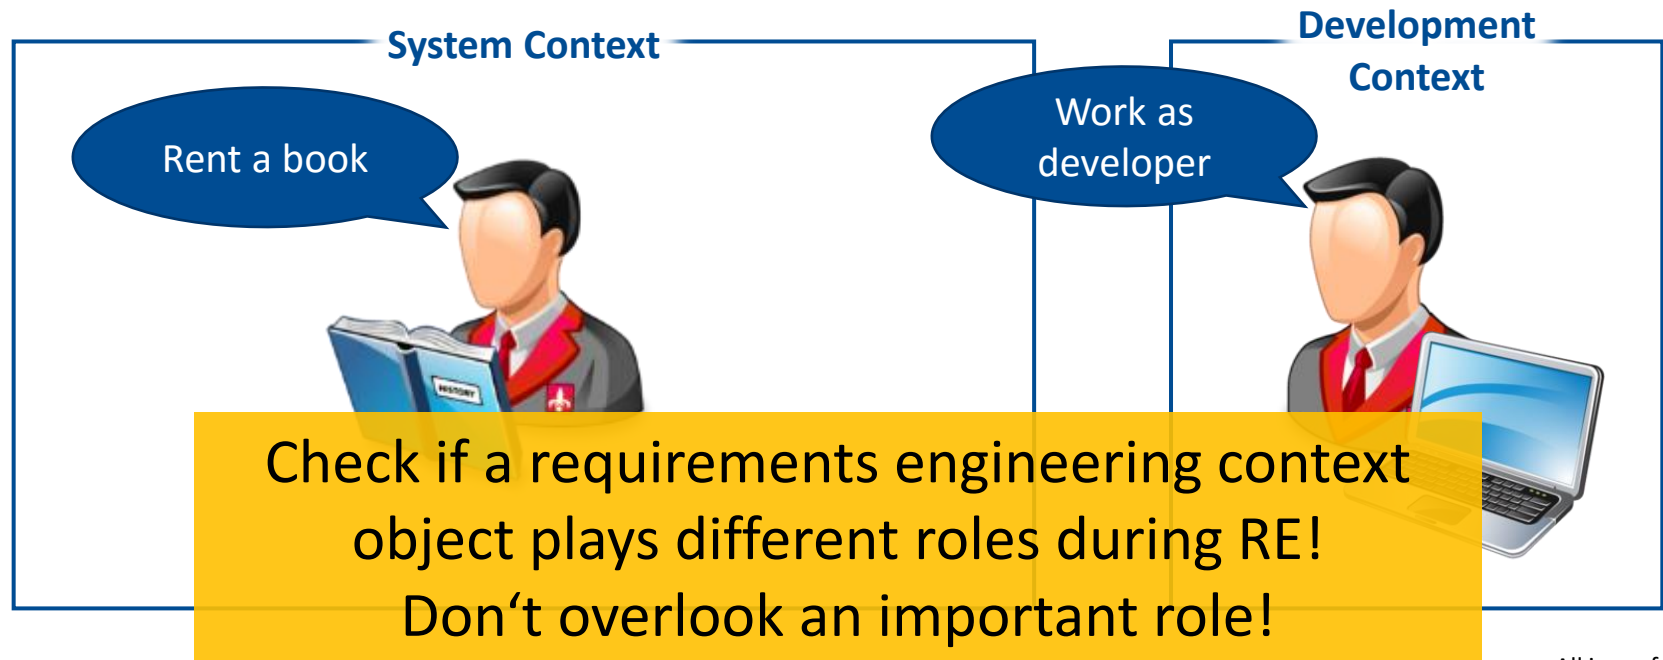 System Context
Development
Context
Rent a book
Work as
developer
HISTORY
Check if a requirements engineering context
object plays different roles during RE!
Don‘t overlook an important role!